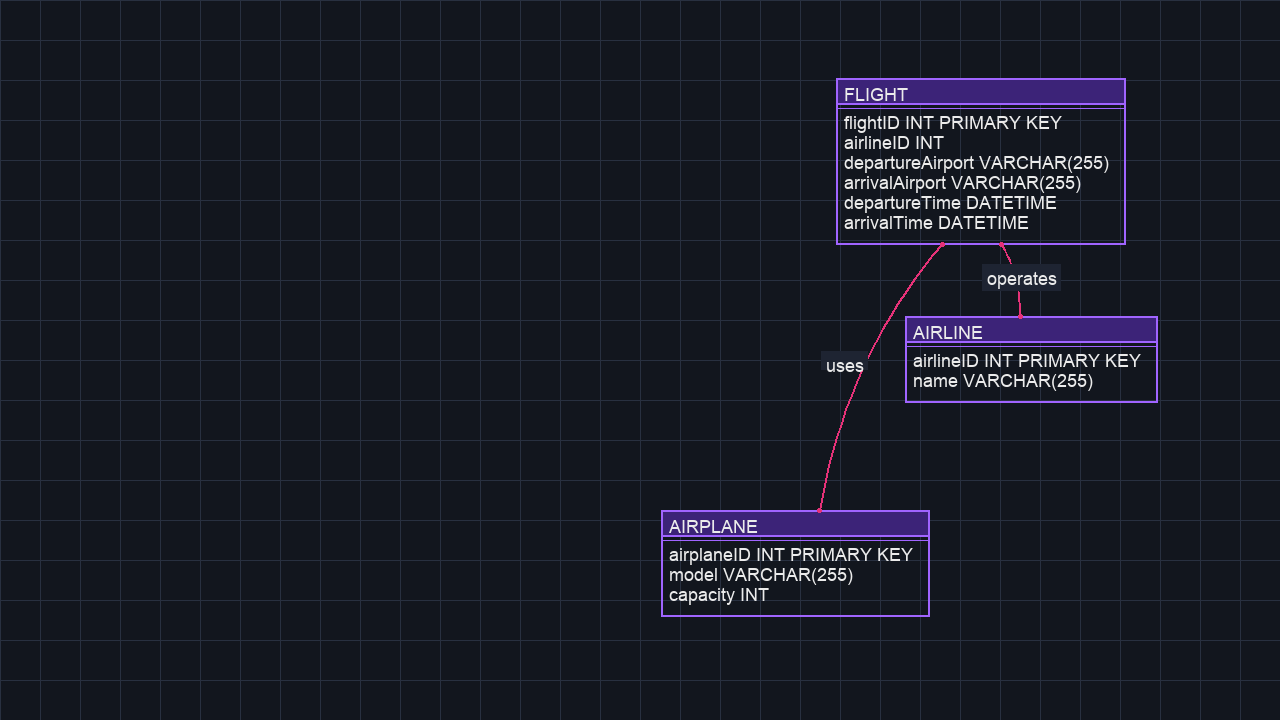 FLIGHT
flightID INT PRIMARY KEY
airlineID INT
departureAirport VARCHAR(255)
arrivalAirport VARCHAR(255)
departureTime DATETIME
arrivalTime DATETIME
operates
AIRLINE
airlineID INT PRIMARY KEY
name VARCHAR(255)
uses
AIRPLANE
airplaneID INT PRIMARY KEY
model VARCHAR(255)
capacity INT